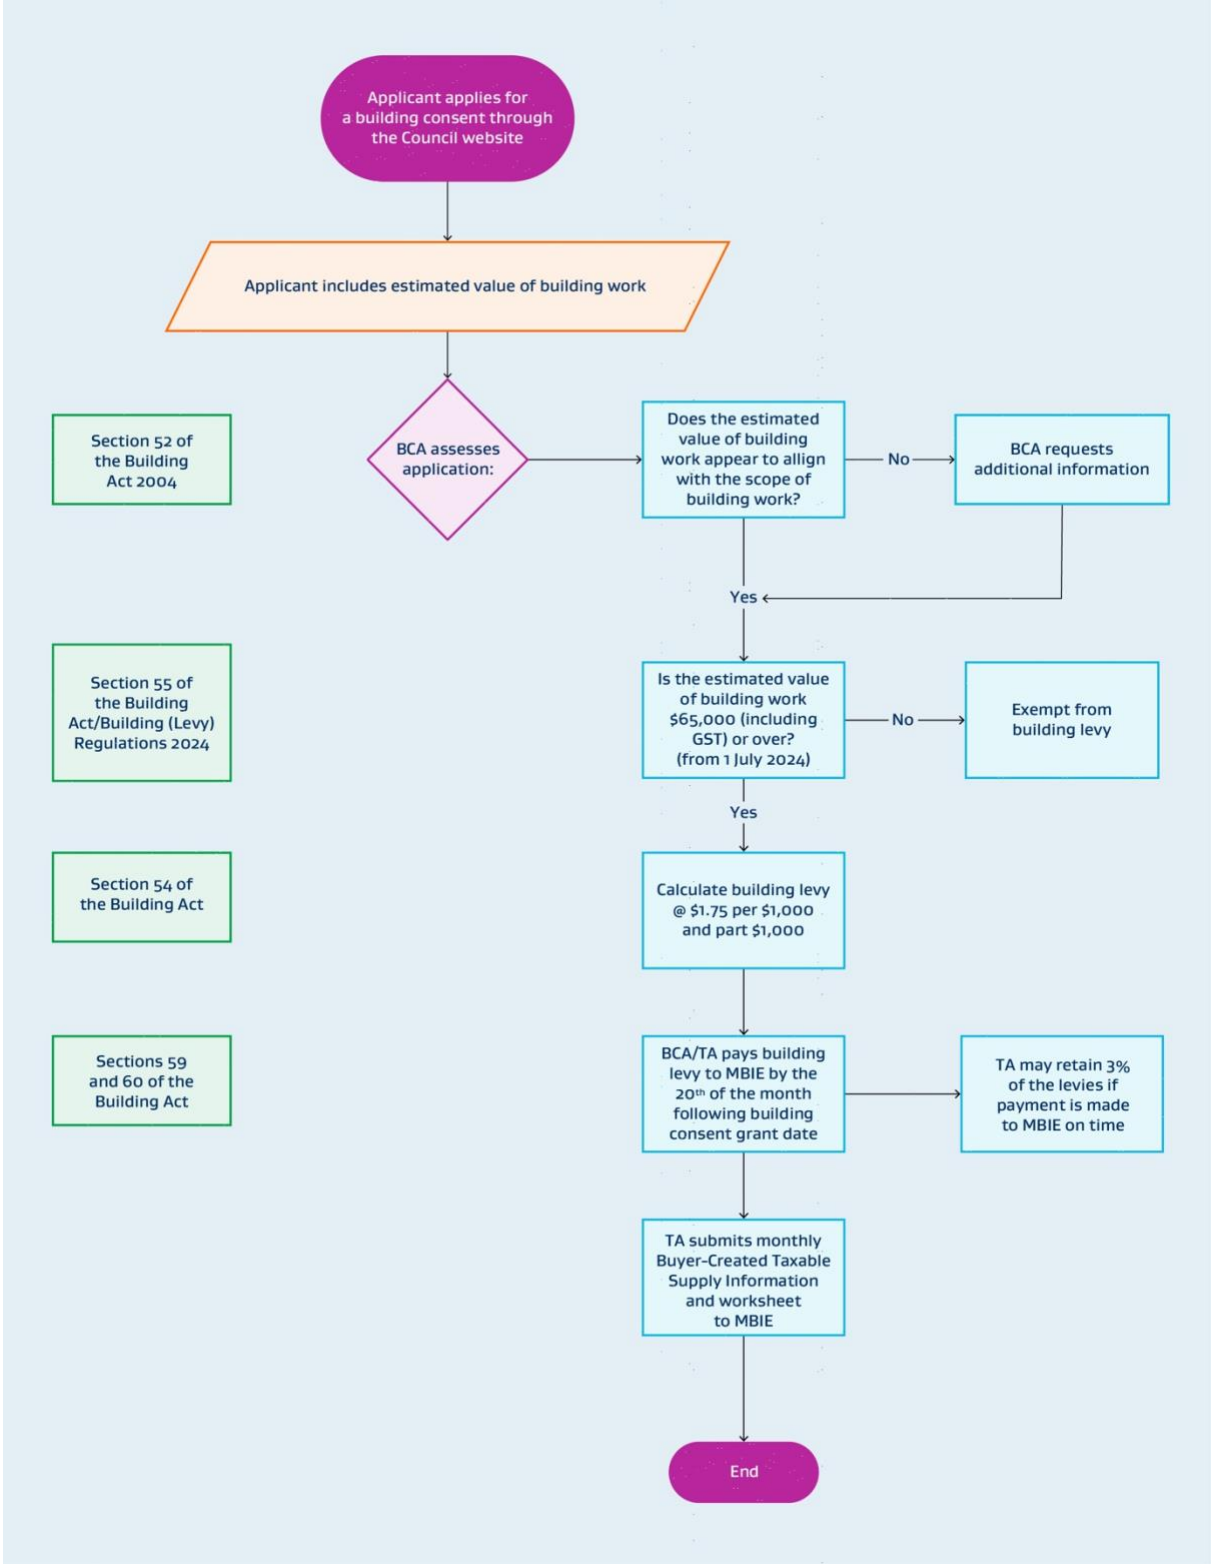 Applicant applies for
a building consent through
the Council website
Applicant includes estimated value of building work
Section 52 of
the Building
Act 2004
BCA assesses
application:
Does the estimated
value of building
work appear to allign
with the scope of
building work?
No
BCA requests
additional information
Yes
Section 55 of
the Building
Act/Building (Levy)
Regulations 2024
Is the estimated value
of building work
$65,000 (including
GST) or over?
(from 1 July 2024)
No
Exempt from
building levy
Yes
Section 54 of
the Building Act
Calculate building levy
@ $1.75 per $1,000
and part $1,000
Sections 59
and 60 of the
Building Act
BCA/TA pays building
levy to MBIE by the
20th of the month
following building
consent grant date
TA may retain 3%
of the levies if
payment is made
to MBIE on time
TA submits monthly
Buyer-Created Taxable
Supply Information
and worksheet
to MBIE
End